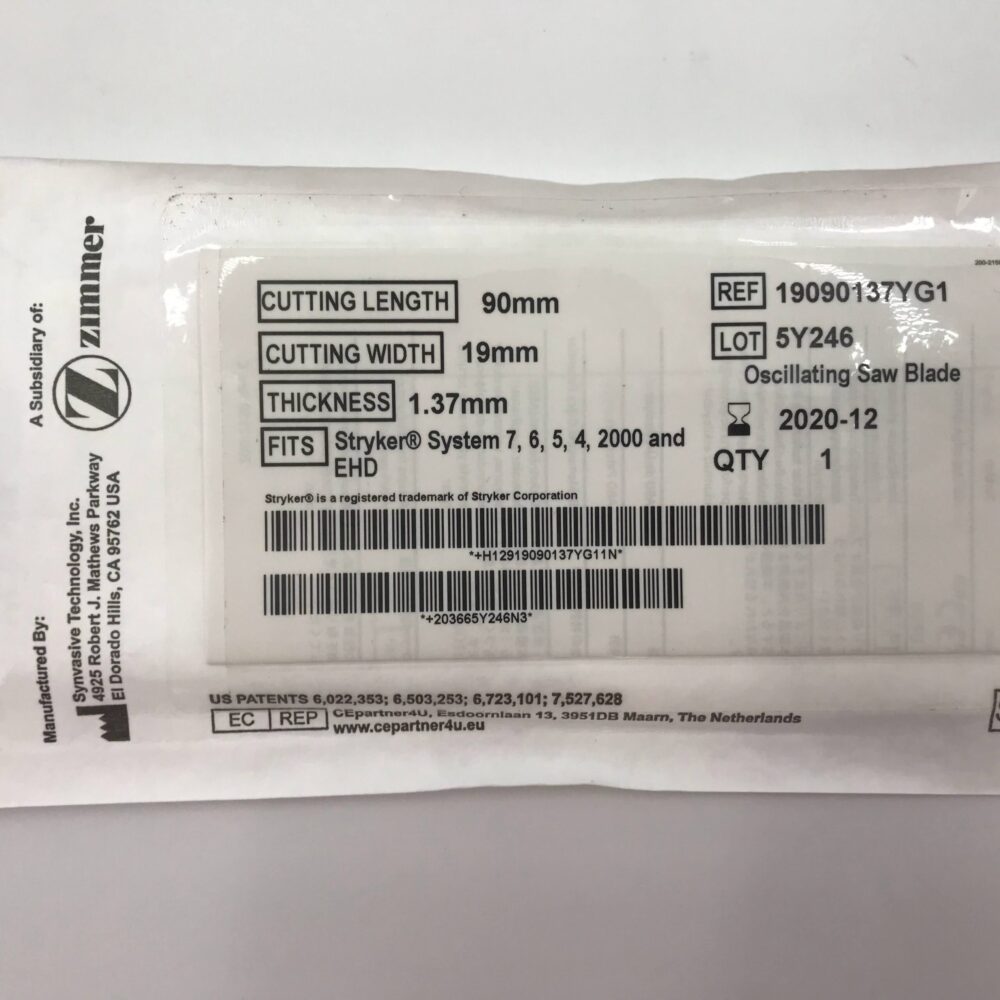 A Subsidiary of:
Z zimmer
Manufactured By:
Synvasive Technology, Inc.
4925 Robert J. Mathews Parkway
El Dorado Hills, CA 95762 USA
CUTTING LENGTH 90mm
CUTTING WIDTH 19mm
THICKNESS 1.37mm
FITS Stryker® System 7, 6, 5, 4, 2000 and
EHD
Stryker® is a registered trademark of Stryker Corporation
REF 19090137YG1
LOT 5Y246
Oscillating Saw Blade
2020-12
QTY 1
*+H12919090137YG11N*
*+203665Y246N3*
US PATENTS 6,022,353; 6,503,253; 6,723,101; 7,527,628
EC REP CEpartner4U, Esdoornlaan 13, 3951DB Maarn, The Netherlands
www.cepartner4u.eu